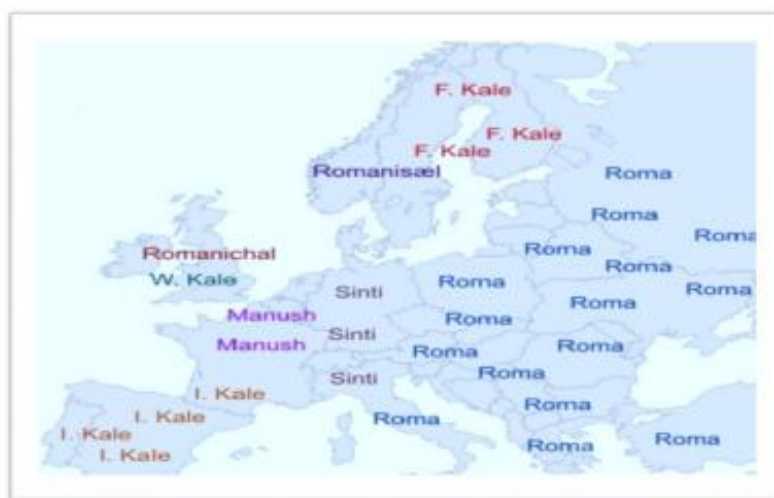 F. Kale
F. Kale
F. Kale
Romanisæl
Roma
Roma
Roma
Romanichal
Roma
Roma
W. Kale
Sinti
Roma
Roma
Roma
Manush
Roma
Sinti
Manush
Roma
Roma
I. Kale
Sinti
Roma
I. Kale
Roma
Roma
I. Kale
Roma
Roma
I. Kale